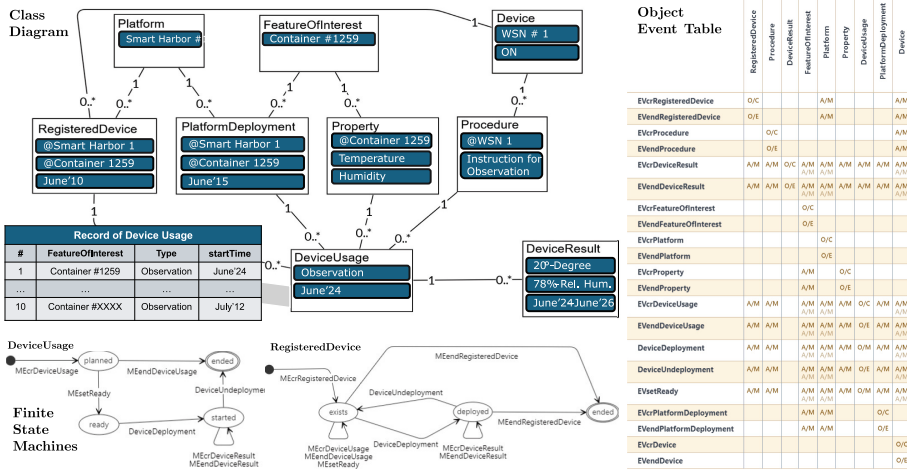 Class
Diagram
Platform
Smart Harbor #
FeatureOfInterest
Container #1259
Device
WSN # 1
ON
1
1
1
1
1
1
0..*
0..*
0..*
0..*
0..*
RegisteredDevice
@Smart Harbor 1
@Container 1259
June'10
PlatformDeployment
@Smart Harbor 1
@Container 1259
June'15
Property
@Container 1259
Temperature
Humidity
Procedure
@WSN 1
Instruction for
Observation
1
1
1
1
Record of Device Usage
# FeatureOfInterest Type startTime
1 Container #1259 Observation June'24
... ... ... ...
10 Container #XXXX Observation July'12
0..*
0..*
0..*
0..*
DeviceUsage
Observation
June'24
1
0..*
DeviceResult
20º-Degree
78%-Rel. Hum.
June'24June'26
DeviceUsage
planned
ended
MEcrDeviceUsage
MEendDeviceUsage
MEsetReady
DeviceUndeployme
ready
DeviceDeployment
started
MEcrDeviceResult
MEendDeviceResult
Finite
State
Machines
RegisteredDevice
MEendRegisteredDevice
MEcrRegisteredDevice
DeviceUndeployment
exists
deployed
ended
MEendRegisteredDevice
DeviceDeployment
MEcrDeviceUsage
MEendDeviceUsage
MEsetReady
MEcrDeviceResult
MEendDeviceResult
Object
Event Table
RegisteredDevice
Procedure
DeviceResult
FeatureOfInterest
Platform
Property
DeviceUsage
PlatformDeployment
Device
EVcrRegisteredDevice O/C A/M A/M
EVendRegisteredDevice O/E A/M A/M
EVcrProcedure O/C A/M
EVendProcedure O/E A/M
EVcrDeviceResult A/M A/M O/C A/M A/M A/M A/M A/M A/M
A/M A/M A/M
EVendDeviceResult A/M A/M O/E A/M A/M A/M A/M A/M A/M
A/M A/M A/M
EVcrFeatureOfInterest O/C
EVendFeatureOfInterest O/E
EVcrPlatform O/C
EVendPlatform O/E
EVcrProperty A/M O/C
EVendProperty A/M O/E
EVcrDeviceUsage A/M A/M A/M A/M A/M O/C A/M A/M
A/M A/M A/M
EVendDeviceUsage A/M A/M A/M A/M A/M O/E A/M A/M
A/M A/M A/M
DeviceDeployment A/M A/M A/M A/M A/M O/M A/M A/M
A/M A/M A/M
DeviceUndeployment A/M A/M A/M A/M A/M O/E A/M A/M
A/M A/M A/M
EVsetReady A/M A/M A/M A/M A/M O/M A/M A/M
A/M A/M A/M
EVcrPlatformDeployment A/M A/M O/C
EVendPlatformDeployment A/M A/M O/E
EVcrDevice O/C
EVendDevice O/E